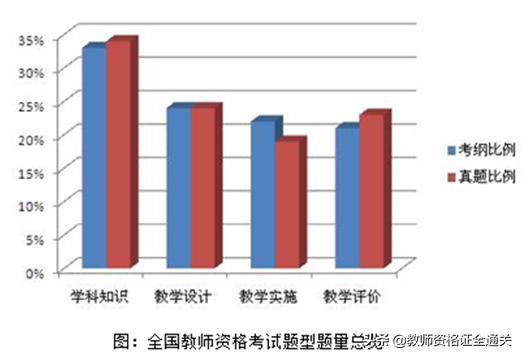 35%
30%
25%
20%
15%
10%
5%
0%
学科知识 教学设计 教学实施 教学评价
考纲比例
真题比例
图：全国教师资格考试题型题量总览
@教师资格证全通关